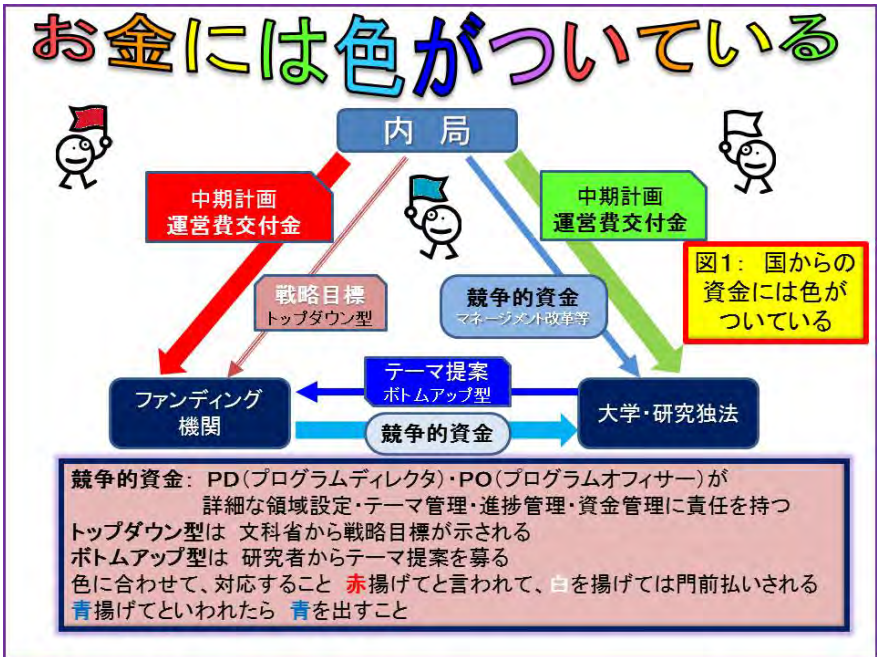 お金には色がついている
内 局
中期計画
運営費交付金
中期計画
運営費交付金
戦略目標
トップダウン型
競争的資金
マネージメント改革等
図1： 国からの
資金には色が
ついている
ファンディング
機関
テーマ提案
ボトムアップ型
競争的資金
大学・研究独法
競争的資金： PD（プログラムディレクタ）・PO（プログラムオフィサー）が
詳細な領域設定・テーマ管理・進捗管理・資金管理に責任を持つ
トップダウン型は 文科省から戦略目標が示される
ボトムアップ型は 研究者からテーマ提案を募る
色に合わせて、対応すること 赤揚げてと言われて、白を揚げては門前払いされる
青揚げてといわれたら 青を出すこと